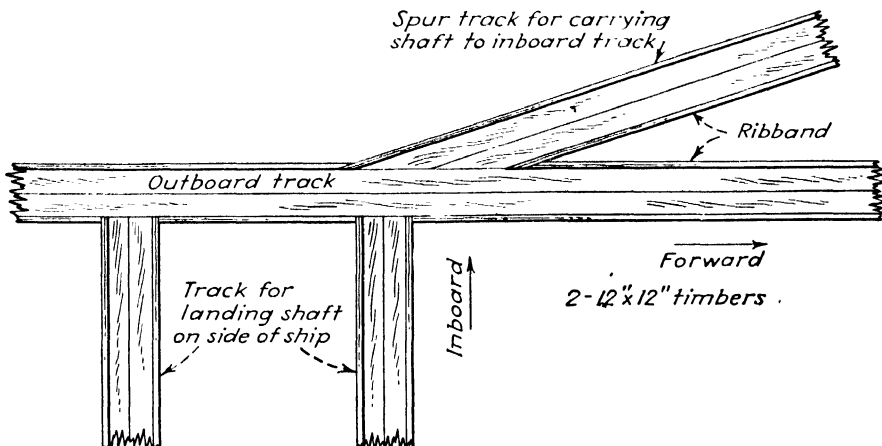 Spur track for carrying
shaft to inboard track
Ribband
Outboard track
Forward
2-12"x12" timbers
Inboard
Track for
landing shaft
on side of ship